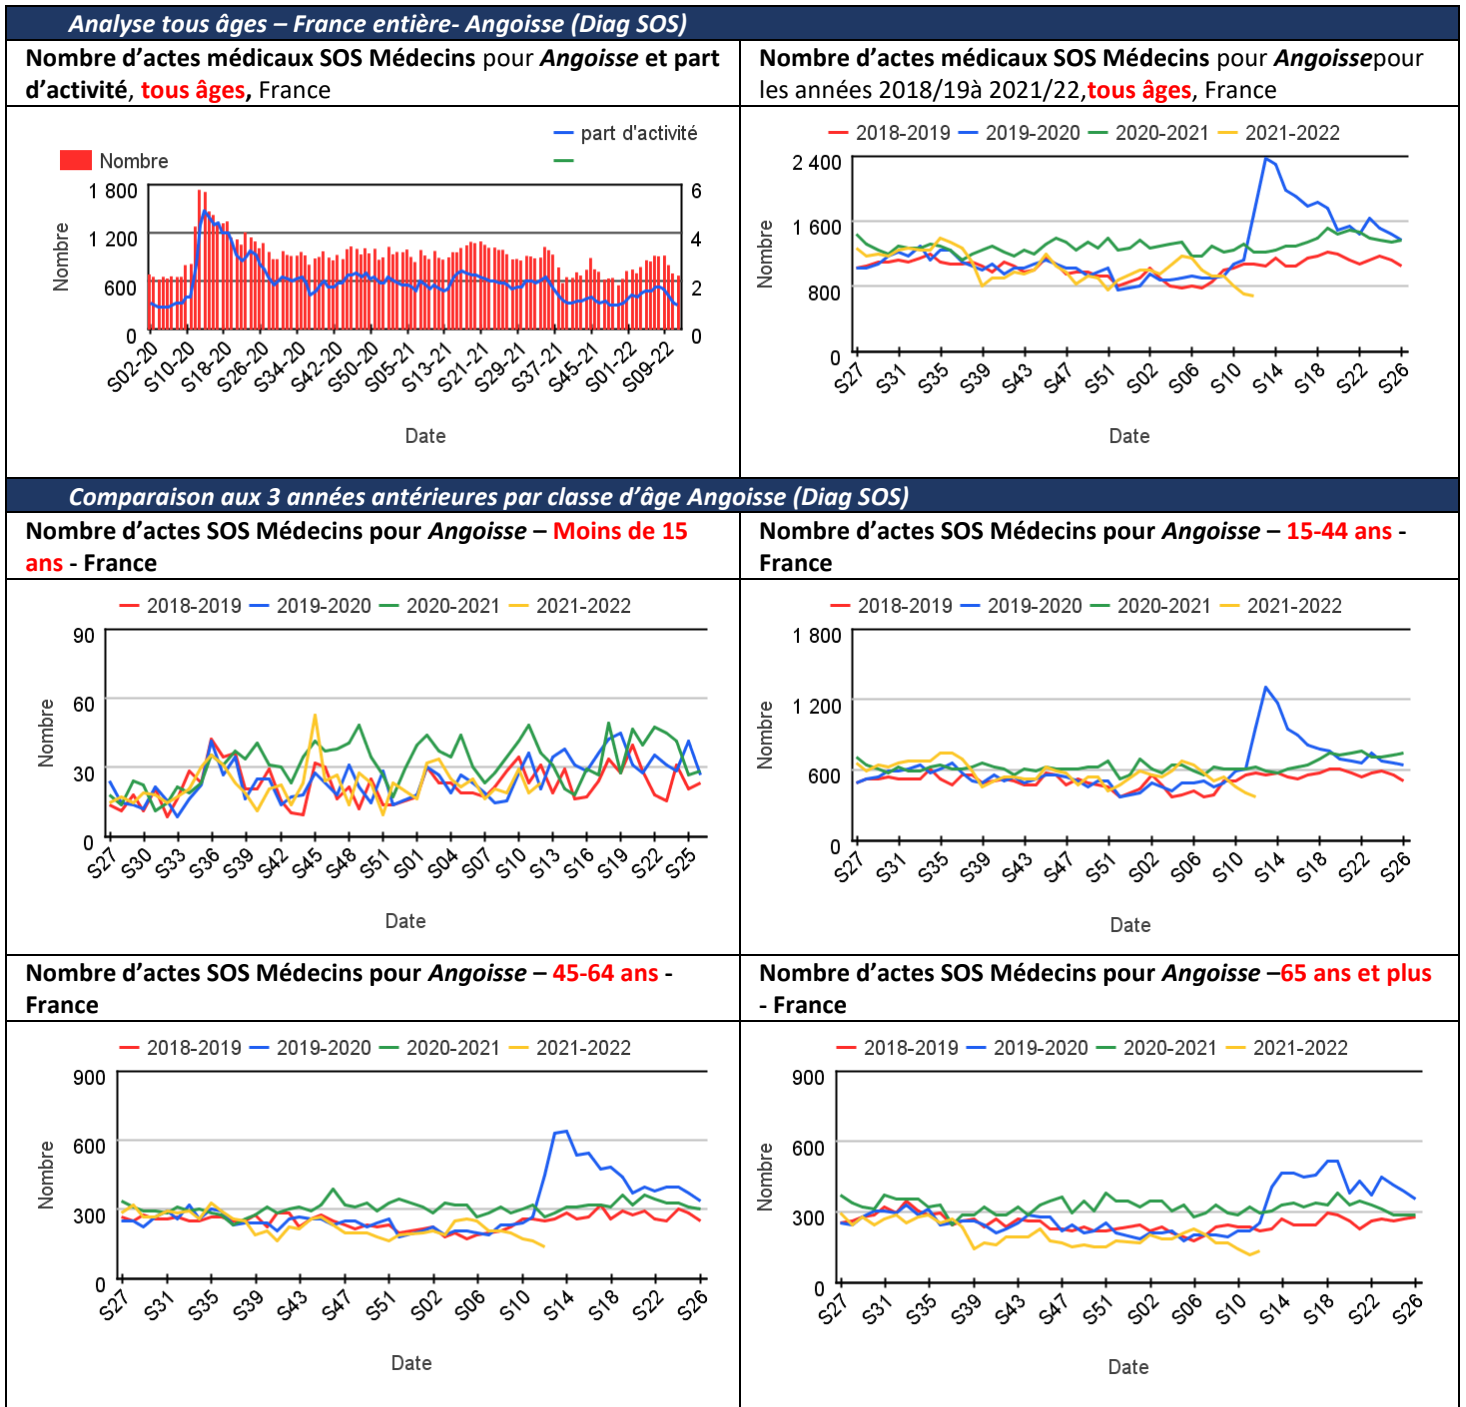 Analyse tous âges – France entière- Angoisse (Diag SOS)
Nombre d’actes médicaux SOS Médecins pour Angoisse et part
d’activité, tous âges, France
Nombre d’actes médicaux SOS Médecins pour Angoissepour
les années 2018/19à 2021/22,tous âges, France
part d'activité
Nombre
1 800
1 200
600
0
6
4
2
0
Nombre
S02-20 S10-20 S18-20 S26-20 S34-20 S42-20 S50-20 S05-21 S13-21 S21-21 S29-21 S37-21 S45-21 S01-22 S09-22
Date
2018-2019 2019-2020 2020-2021 2021-2022
2 400
1 600
800
0
Nombre
S27 S31 S35 S39 S43 S47 S51 S02 S06 S10 S14 S18 S22 S26
Date
Comparaison aux 3 années antérieures par classe d’âge Angoisse (Diag SOS)
Nombre d’actes SOS Médecins pour Angoisse – Moins de 15
ans - France
Nombre d’actes SOS Médecins pour Angoisse – 15-44 ans -
France
2018-2019 2019-2020 2020-2021 2021-2022
90
60
30
0
Nombre
S27 S30 S33 S36 S39 S42 S45 S48 S51 S01 S04 S07 S10 S13 S16 S19 S22 S25
Date
2018-2019 2019-2020 2020-2021 2021-2022
1 800
1 200
600
0
Nombre
S27 S31 S35 S39 S43 S47 S51 S02 S06 S10 S14 S18 S22 S26
Date
Nombre d’actes SOS Médecins pour Angoisse – 45-64 ans -
France
Nombre d’actes SOS Médecins pour Angoisse –65 ans et plus
- France
2018-2019 2019-2020 2020-2021 2021-2022
900
600
300
0
Nombre
S27 S31 S35 S39 S43 S47 S51 S02 S06 S10 S14 S18 S22 S26
Date
2018-2019 2019-2020 2020-2021 2021-2022
900
600
300
0
Nombre
S27 S31 S35 S39 S43 S47 S51 S02 S06 S10 S14 S18 S22 S26
Date